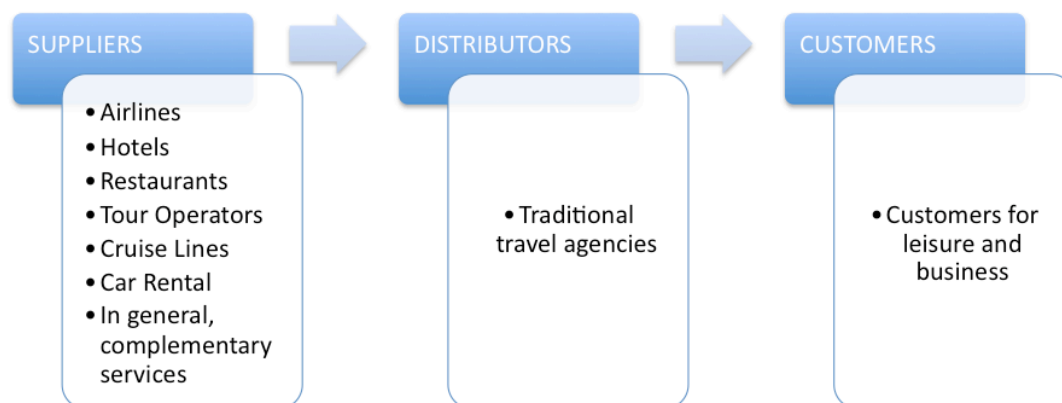 SUPPLIERS
• Airlines
• Hotels
• Restaurants
• Tour Operators
• Cruise Lines
• Car Rental
• In general,
complementary
services
DISTRIBUTORS
• Traditional
travel agencies
CUSTOMERS
• Customers for
leisure and
business